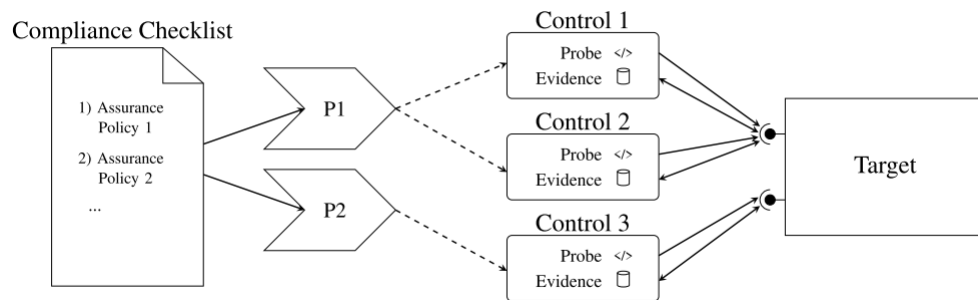 Compliance Checklist
1) Assurance
Policy 1
2) Assurance
Policy 2
...
P1
P2
Control 1
Probe </>
Evidence
Control 2
Probe </>
Evidence
Control 3
Probe </>
Evidence
Target